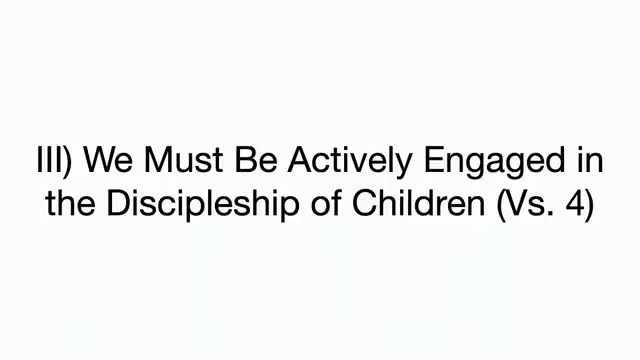 III) We Must Be Actively Engaged in
the Discipleship of Children (Vs. 4)